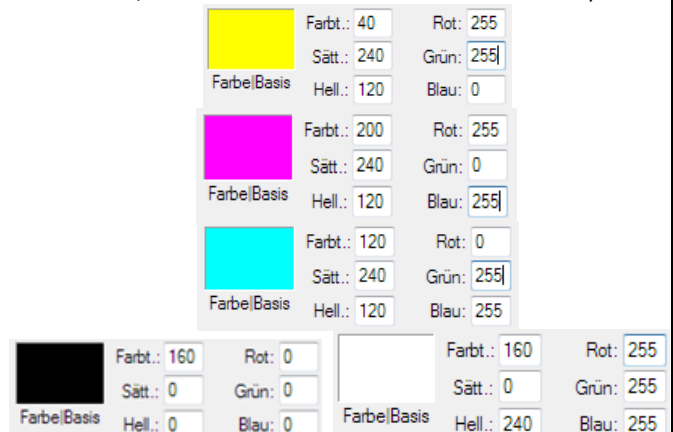 Farbt.: 40 Rot: 255
Sätt.: 240 Grün: 255
Farbe|Basis Hell.: 120 Blau: 0
Farbt.: 200 Rot: 255
Sätt.: 240 Grün: 0
Farbe|Basis Hell.: 120 Blau: 255
Farbt.: 120 Rot: 0
Sätt.: 240 Grün: 255
Farbe|Basis Hell.: 120 Blau: 255
Farbt.: 160 Rot: 0 Farbt.: 160 Rot: 255
Sätt.: 0 Grün: 0 Sätt.: 0 Grün: 255
Farbe|Basis Hell.: 0 Blau: 0 Farbe|Basis Hell.: 240 Blau: 255